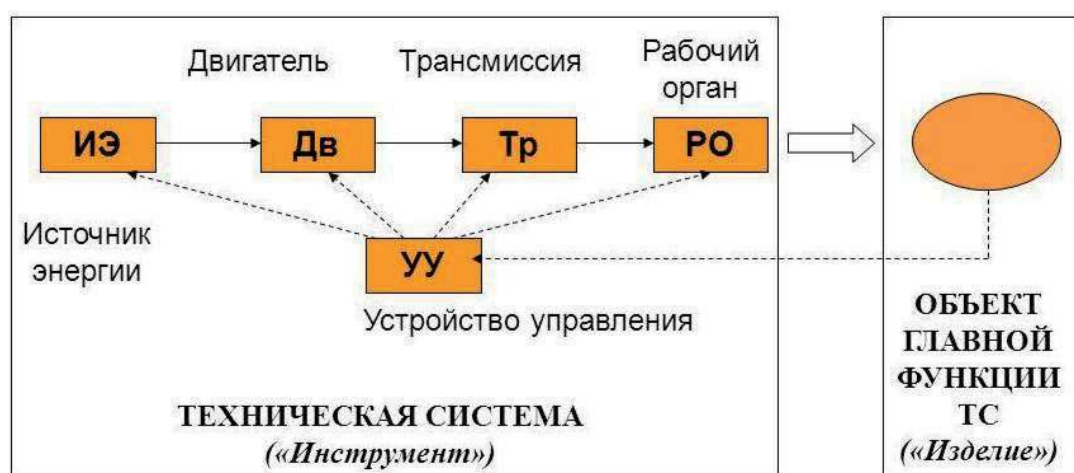 Двигатель
Трансмиссия
Рабочий
орган
ИЭ
Дв
Тр
РО
Источник
энергии
УУ
Устройство управления
ТЕХНИЧЕСКАЯ СИСТЕМА
(«Инструмент»)
ОБЪЕКТ
ГЛАВНОЙ
ФУНКЦИИ
ТС
(«Изделие»)